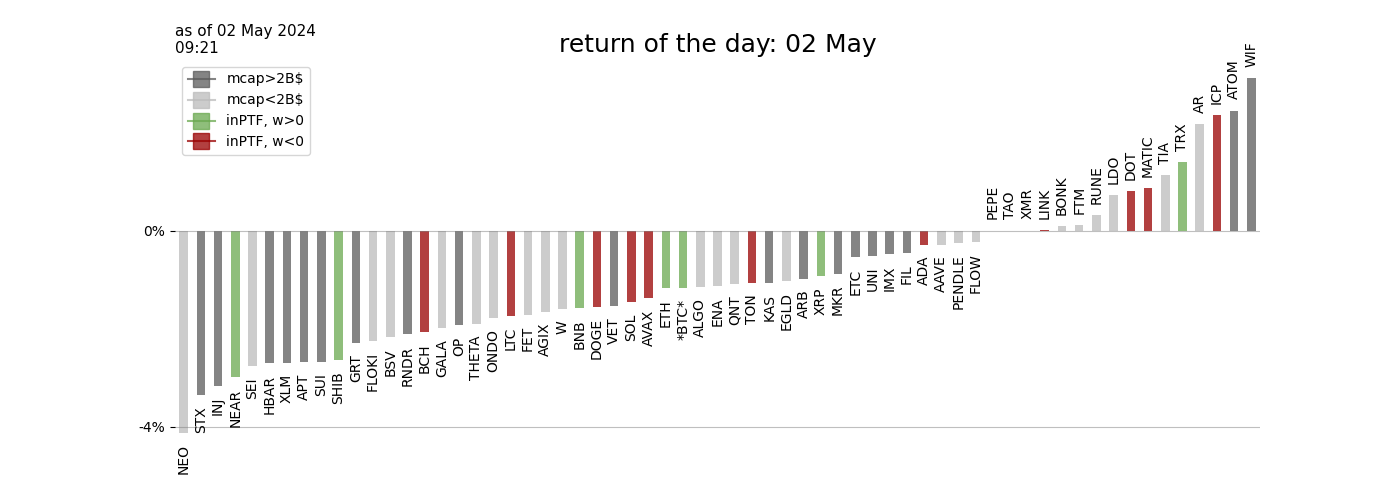 as of 02 May 2024
09:21
return of the day: 02 May
mcap>2B$
mcap<2B$
inPTF, w>0
inPTF, w<0
0%
-4%
NEO
STX
INJ
NEAR
SEI
HBAR
XLM
APT
SUI
SHIB
GRT
FLOKI
BSV
RNDR
BCH
GALA
OP
THETA
ONDO
LTC
FET
AGIX
W
BNB
DOGE
VET
SOL
AVAX
ETH
*BTC*
ALGO
ENA
QNT
TON
KAS
EGLD
ARB
XRP
MKR
ETC
UNI
IMX
FIL
ADA
AAVE
PENDLE
FLOW
PEPE
TAO
XMR
LINK
BONK
FTM
RUNE
LDO
DOT
MATIC
TIA
TRX
AR
ICP
ATOM
WIF